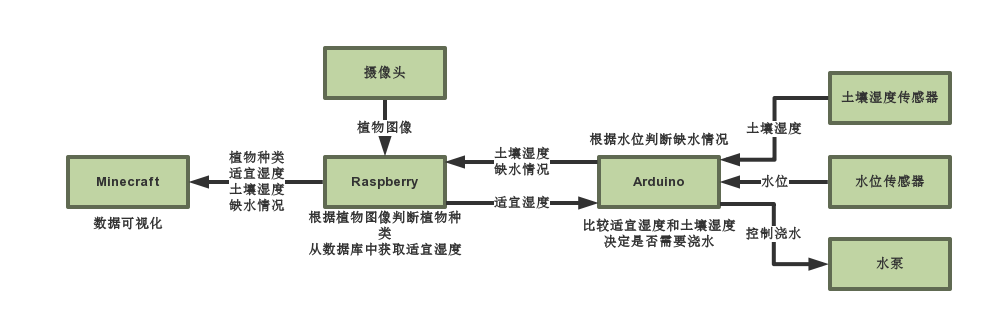 摄像头
植物图像
土壤湿度传感器
土壤湿度
根据水位判断缺水情况
土壤湿度
缺水情况
植物种类
适宜湿度
土壤湿度
缺水情况
Minecraft
Raspberry
Arduino
水位
水位传感器
数据可视化
适宜湿度
根据植物图像判断植物种
类
从数据库中获取适宜湿度
比较适宜湿度和土壤湿度
决定是否需要浇水
控制浇水
水泵